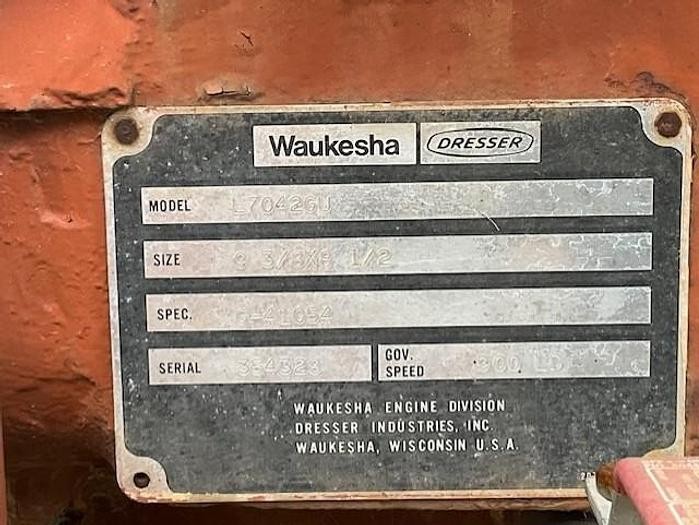 Waukesha DRESSER
MODEL L7042GU
SIZE 3/8X8 1/2
SPEC.
SERIAL
GOV. SPEED
WAUKESHA ENGINE DIVISION
DRESSER INDUSTRIES, INC.
WAUKESHA, WISCONSIN U.S.A.